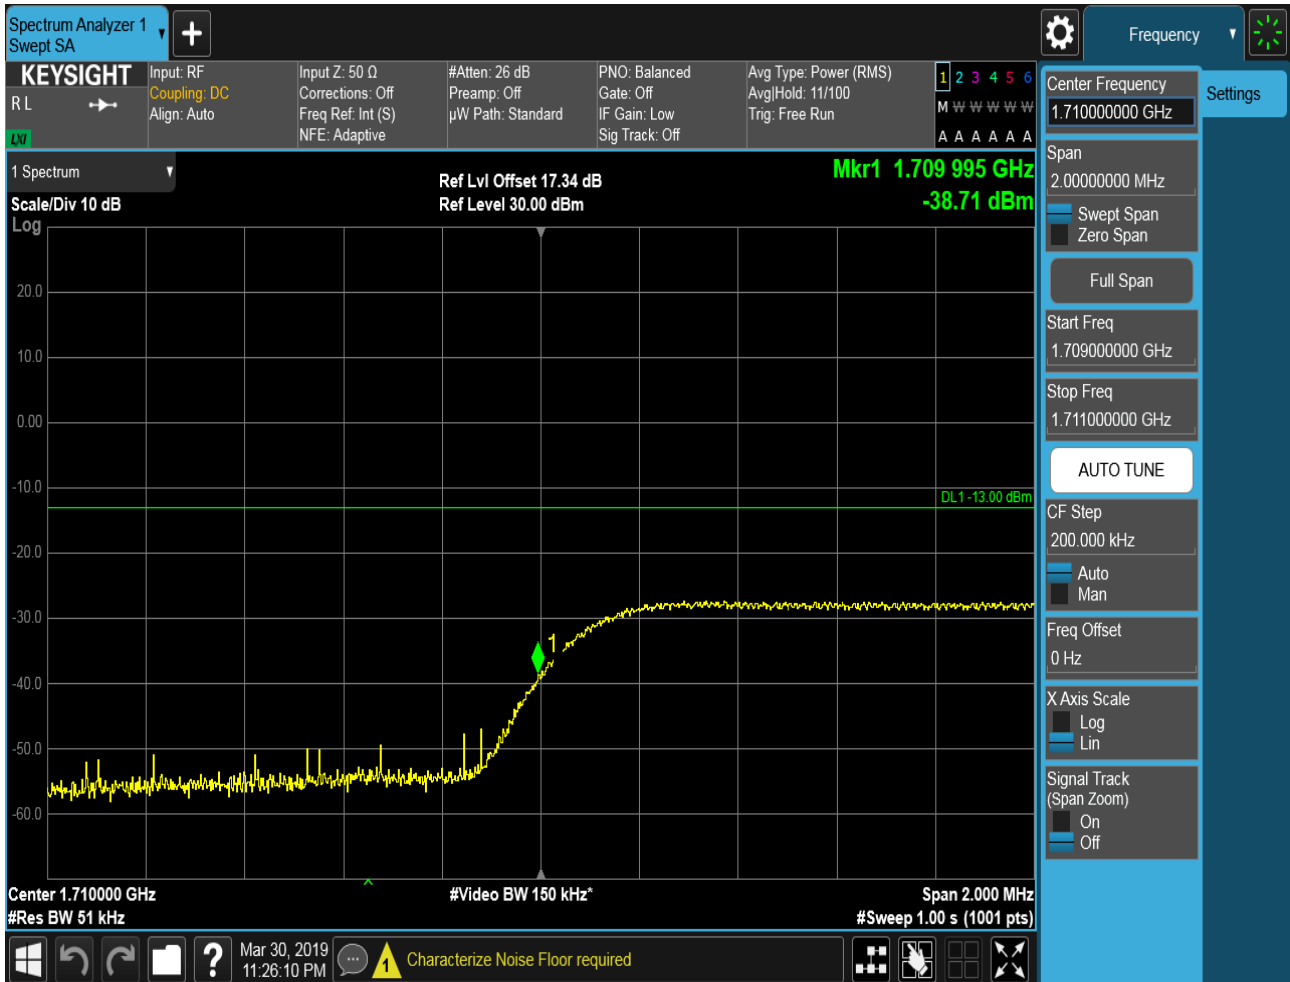 Spectrum Analyzer 1
Swept SA
Frequency
KEYSIGHT
R L
LXI
Input: RF
Coupling: DC
Align: Auto
Input Z: 50 Ω
Corrections: Off
Freq Ref: Int (S)
NFE: Adaptive
#Atten: 26 dB
Preamp: Off
µW Path: Standard
PNO: Balanced
Gate: Off
IF Gain: Low
Sig Track: Off
Avg Type: Power (RMS)
Avg|Hold: 11/100
Trig: Free Run
1 2 3 4 5 6
M W W W W W
A A A A A A
1 Spectrum
Scale/Div 10 dB
Log
Ref Lvl Offset 17.34 dB
Ref Level 30.00 dBm
Mkr1 1.709 995 GHz
-38.71 dBm
20.0
10.0
0.00
-10.0
DL1 -13.00 dBm
-20.0
-30.0
1
-40.0
-50.0
-60.0
Center 1.710000 GHz
#Video BW 150 kHz*
Span 2.000 MHz
#Res BW 51 kHz
#Sweep 1.00 s (1001 pts)
Center Frequency
1.710000000 GHz
Settings
Span
2.00000000 MHz
Swept Span
Zero Span
Full Span
Start Freq
1.709000000 GHz
Stop Freq
1.711000000 GHz
AUTO TUNE
CF Step
200.000 kHz
Auto
Man
Freq Offset
0 Hz
X Axis Scale
Log
Lin
Signal Track
(Span Zoom)
On
Off
?
Mar 30, 2019
11:26:10 PM
1
Characterize Noise Floor required